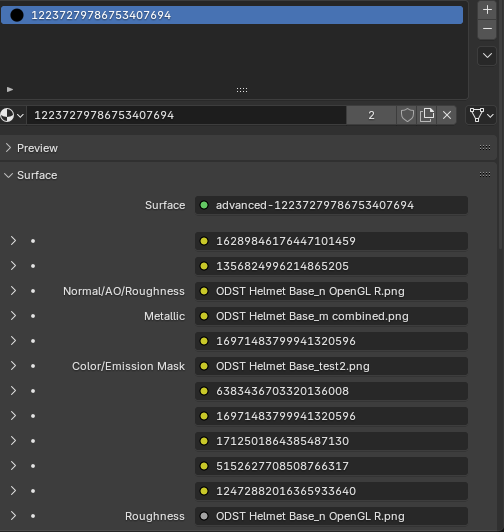 12237279786753407694
12237279786753407694 2
Preview
Surface
Surface advanced-12237279786753407694
16289846176447101459
1356824996214865205
Normal/AO/Roughness ODST Helmet Base_n OpenGL R.png
Metallic ODST Helmet Base_m combined.png
16971483799941320596
Color/Emission Mask ODST Helmet Base_test2.png
6383436703320136008
16971483799941320596
1712501864385487130
5152627708508766317
12472882016365933640
Roughness ODST Helmet Base_n OpenGL R.png